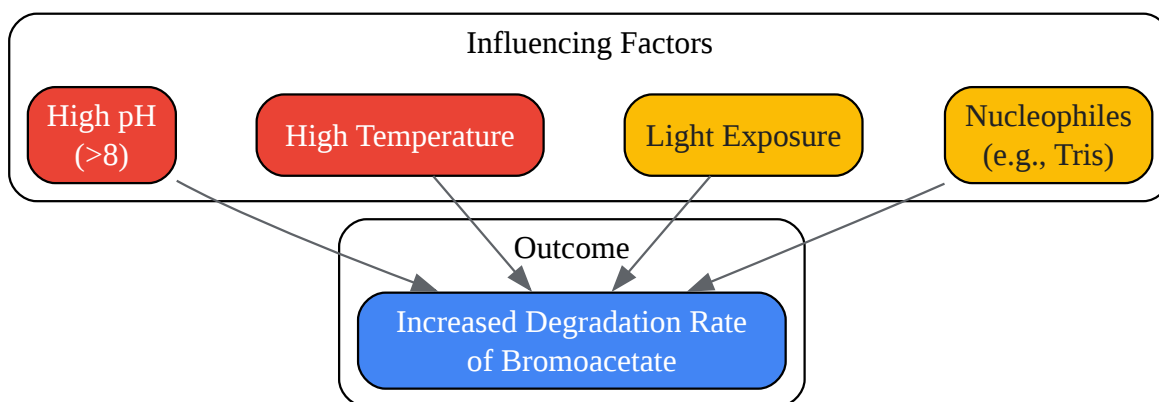 Influencing Factors
High pH
(>8)
High Temperature
Light Exposure
Nucleophiles
(e.g., Tris)
Outcome
Increased Degradation Rate
of Bromoacetate